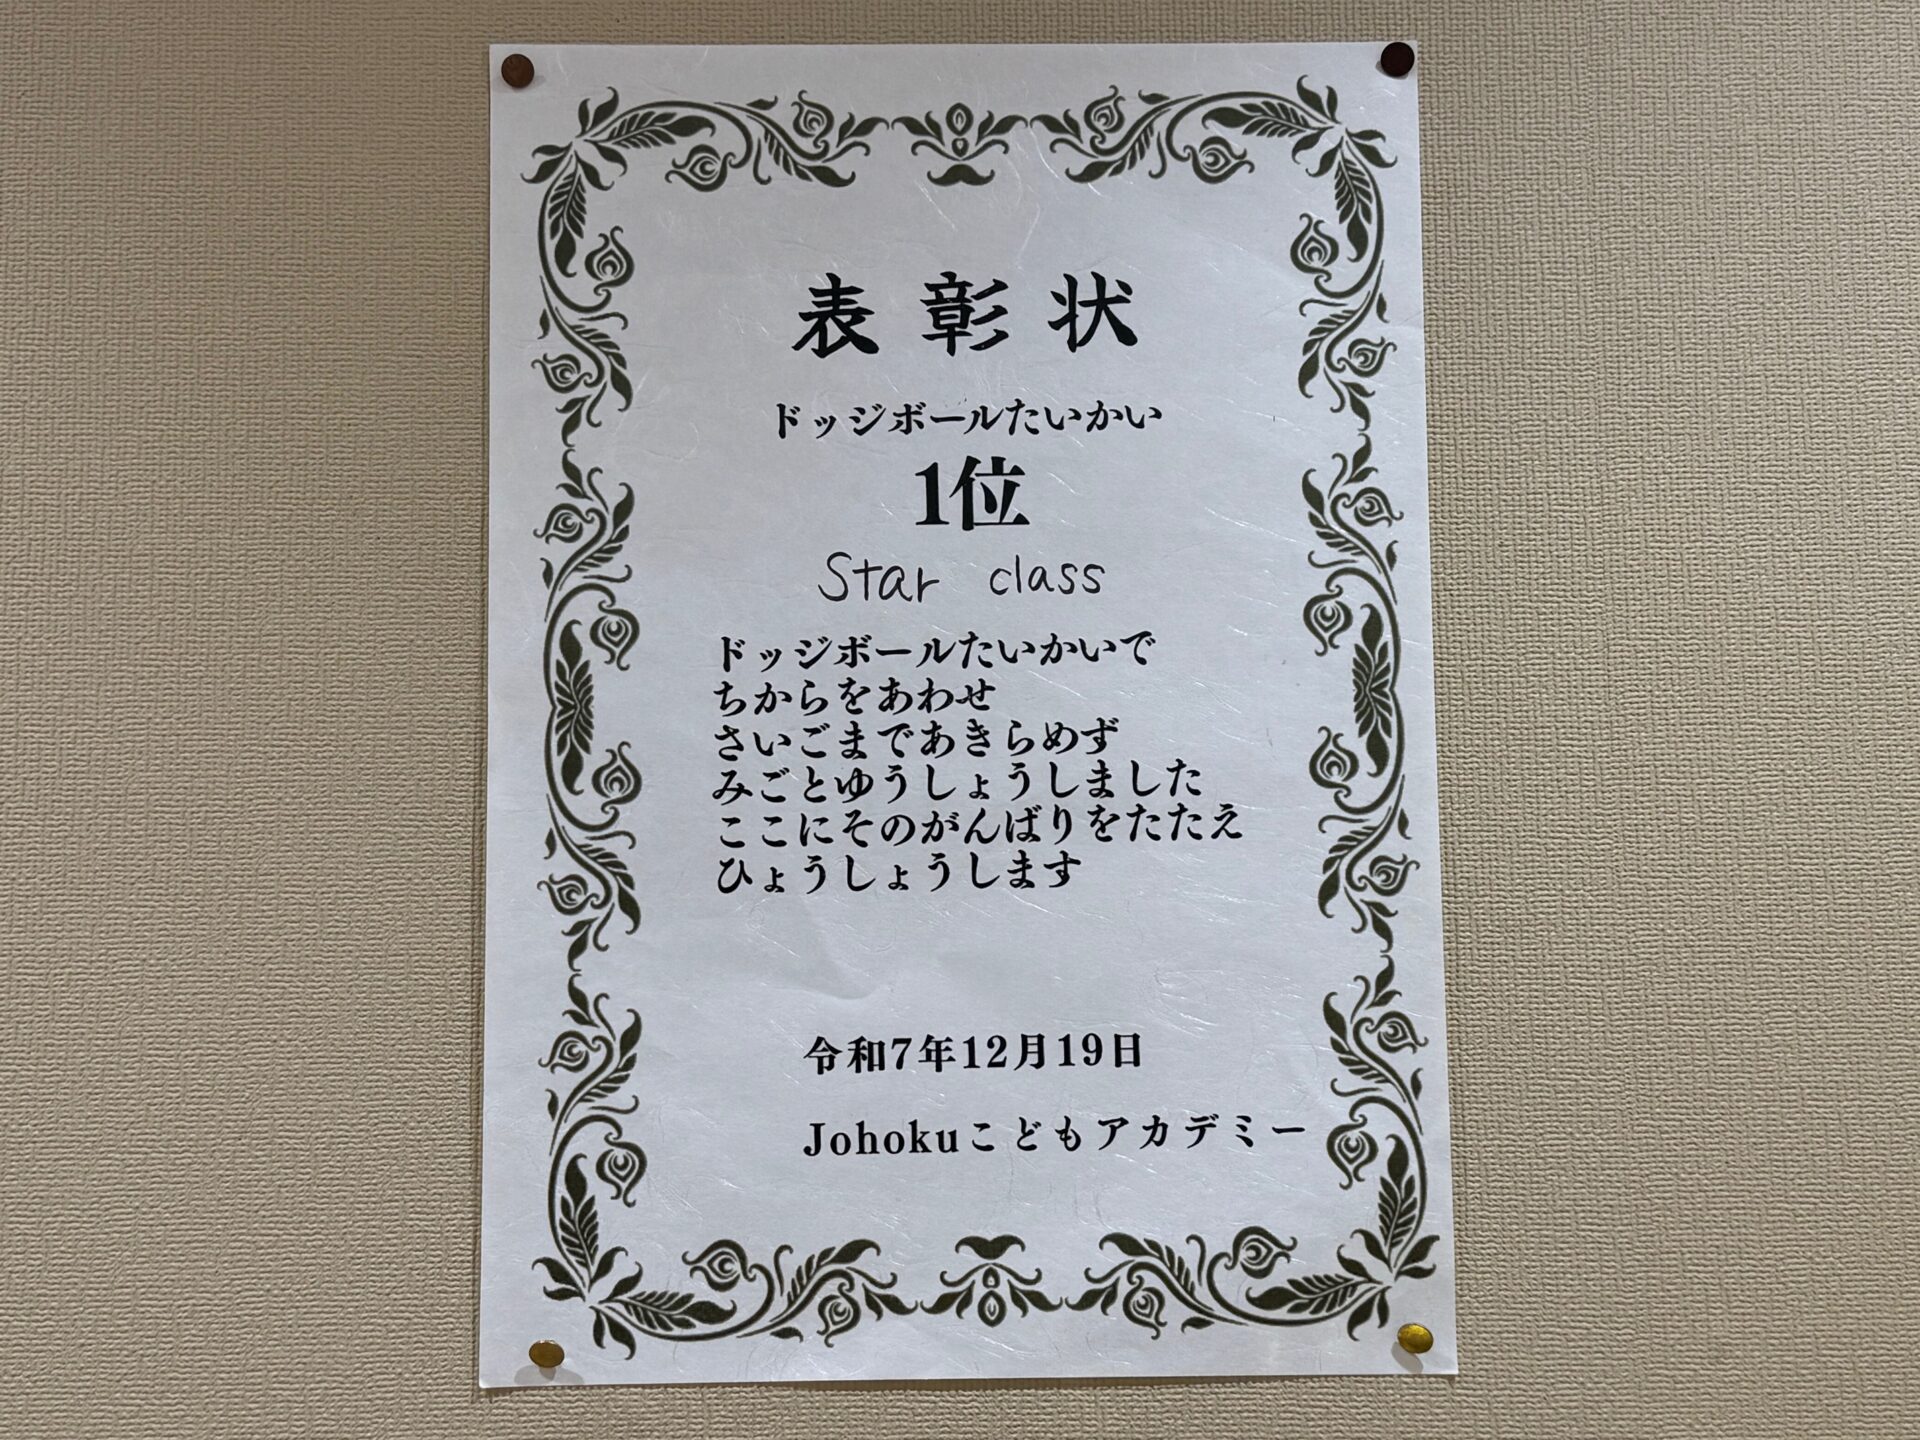 表彰状
ドッジボールたいかい
1位
Star class
ドッジボールたいかいで
ちからをあわせ
さいごまであきらめず
みごとゆうしょうしました
ここにそのがんばりをたたえ
ひょうしょうします
令和7年12月19日
Johokuこどもアカデミー